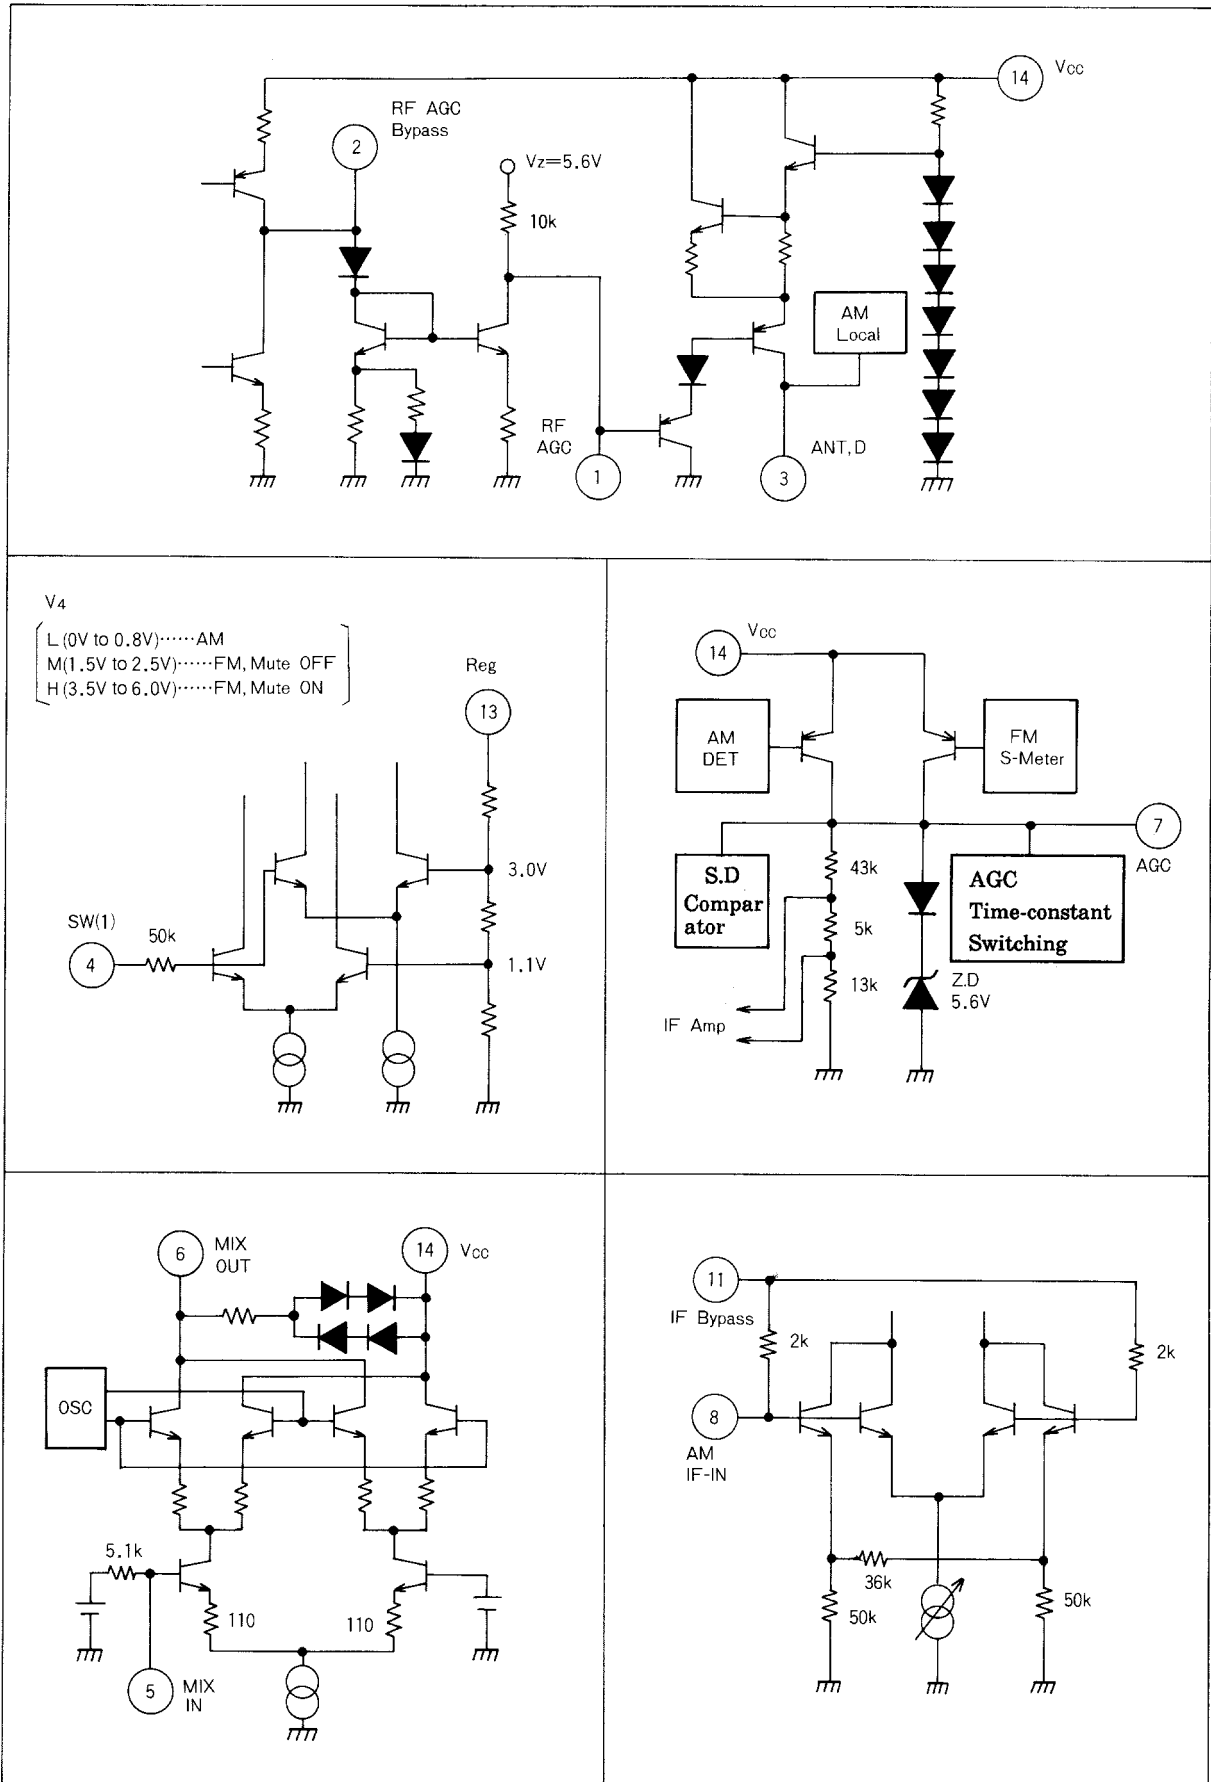 14 Vcc
RF AGC
Bypass
2
Vz=5.6V
10k
AM
Local
RF
AGC
1
3
ANT,D
V4
L (0V to 0.8V)······AM
M(1.5V to 2.5V)······FM, Mute OFF
H (3.5V to 6.0V)······FM, Mute ON
Reg
13
3.0V
SW(1)
4
50k
1.1V
Vcc
14
AM
DET
FM
S-Meter
7
AGC
S.D
Compar
ator
43k
AGC
Time-constant
Switching
5k
13k
Z.D
5.6V
IF Amp
6
MIX
OUT
14
Vcc
OSC
5.1k
110
110
5
MIX
IN
11
IF Bypass
2k
2k
8
AM
IF-IN
36k
50k
50k